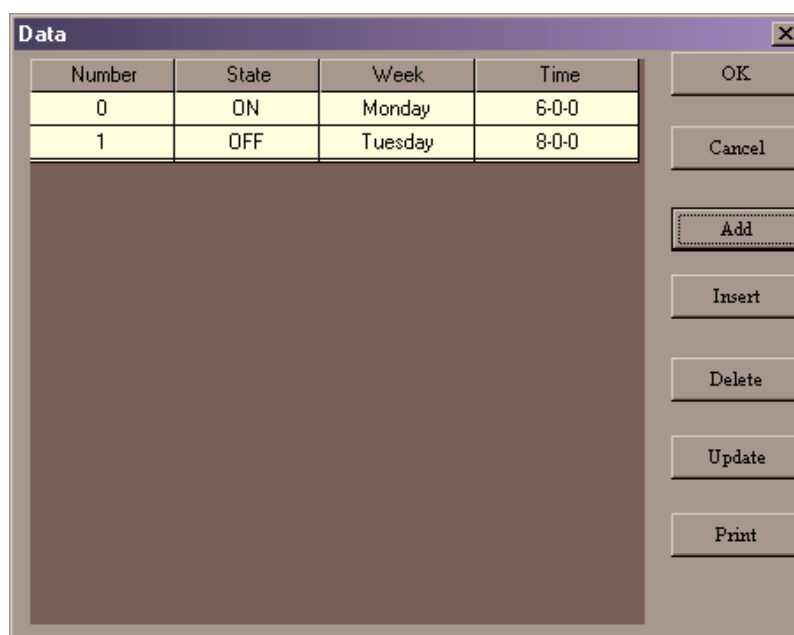 Data
Number State Week Time
0 ON Monday 6-0-0
1 OFF Tuesday 8-0-0
OK
Cancel
Add
Insert
Delete
Update
Print